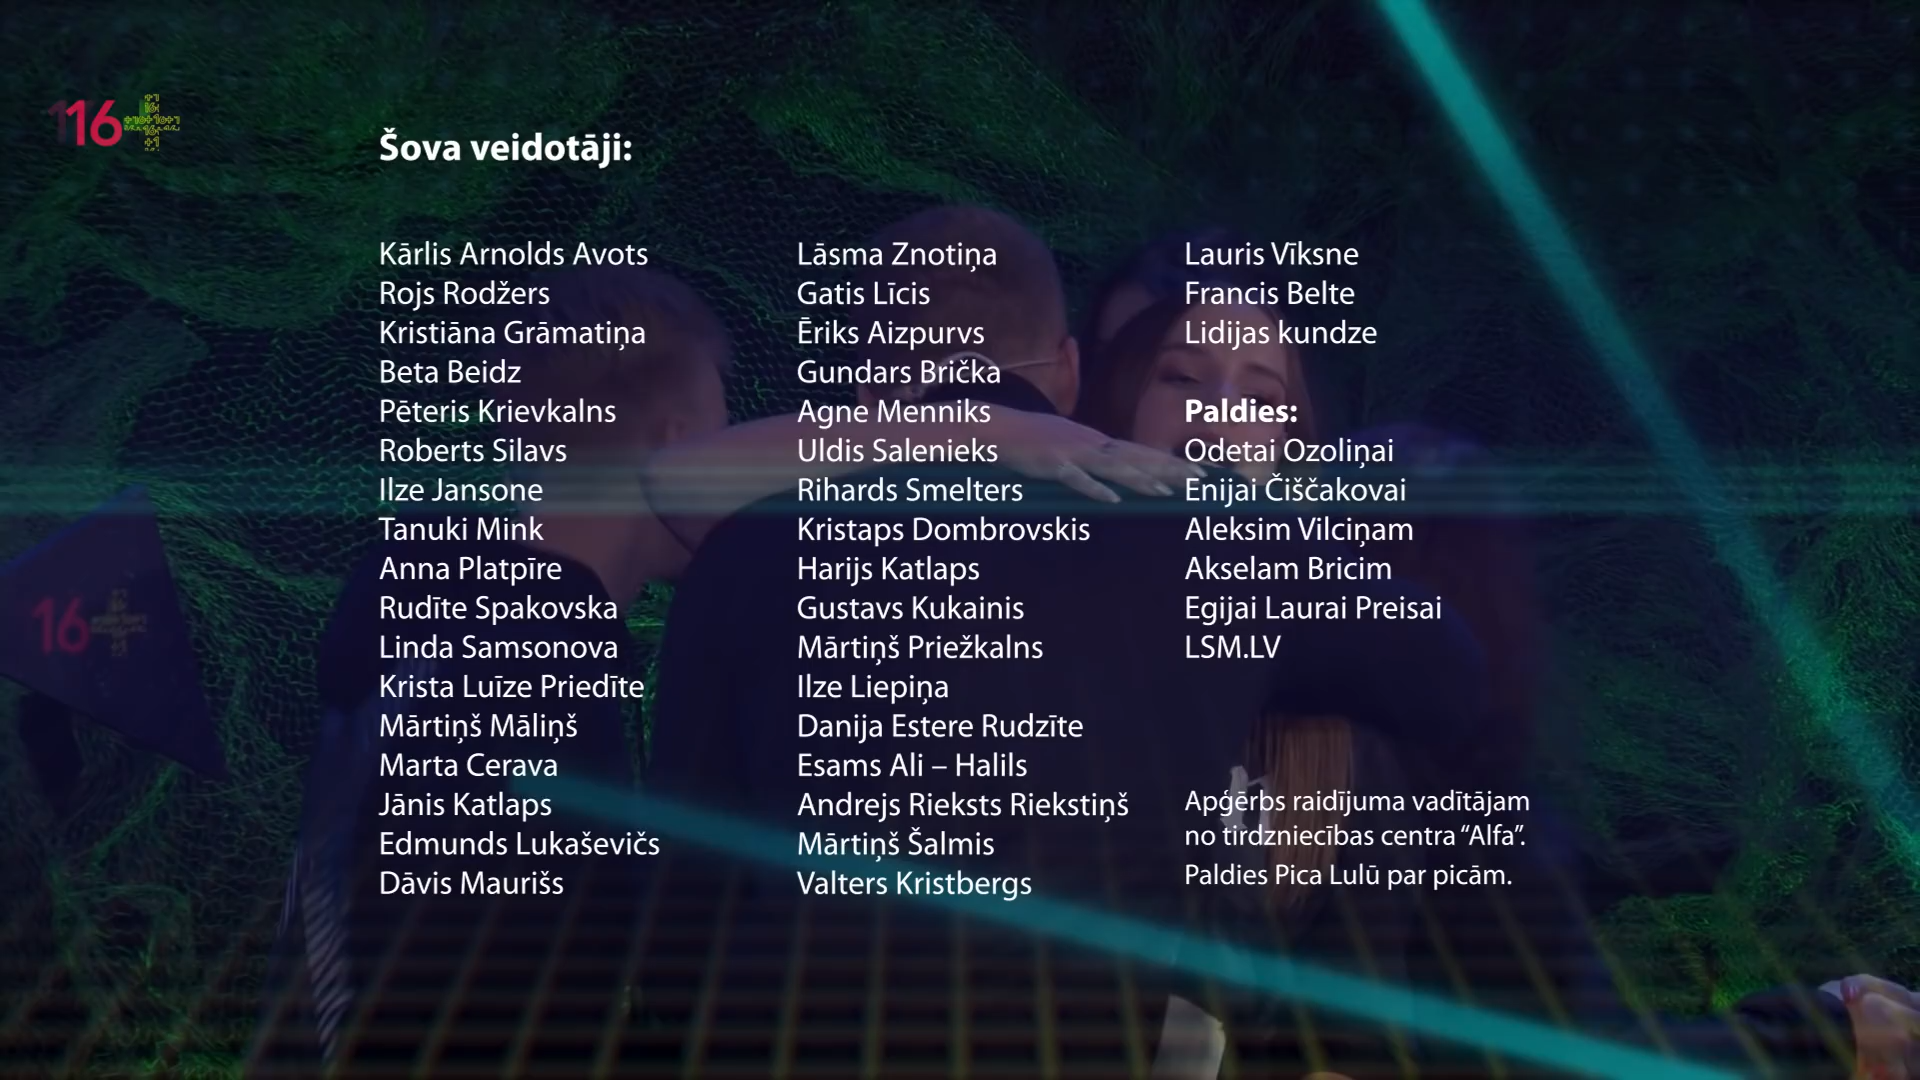 16+
Šova veidotāji:
Kārlis Arnolds Avots
Rojs Rodžers
Kristiāna Grāmatiņa
Beta Beidz
Pēteris Krievkalns
Roberts Silavs
Ilze Jansone
Tanuki Mink
Anna Platpīre
Rudīte Spakovska
Linda Samsonova
Krista Luīze Priedīte
Mārtiņš Māliņš
Marta Cerava
Jānis Katlaps
Edmunds Lukaševičs
Dāvis Maurišs
Lāsma Znotiņa
Gatis Līcis
Ēriks Aizpurvs
Gundars Brička
Agne Menniks
Uldis Salenieks
Rihards Smelters
Kristaps Dombrovskis
Harijs Katlaps
Gustavs Kukainis
Mārtiņš Priežkalns
Ilze Liepiņa
Danija Estere Rudzīte
Esams Ali – Halils
Andrejs Rieksts Riekstiņš
Mārtiņš Šalmis
Valters Kristbergs
Lauris Vīksne
Francis Belte
Lidijas kundze
Paldies:
Odetai Ozoliņai
Enijai Čiščakovai
Aleksim Vilciņam
Akselam Bricim
Egijai Laurai Preisai
LSM.LV
Apģērbs raidījuma vadītājam
no tirdzniecības centra “Alfa”.
Paldies Pica Lulū par picām.
16+